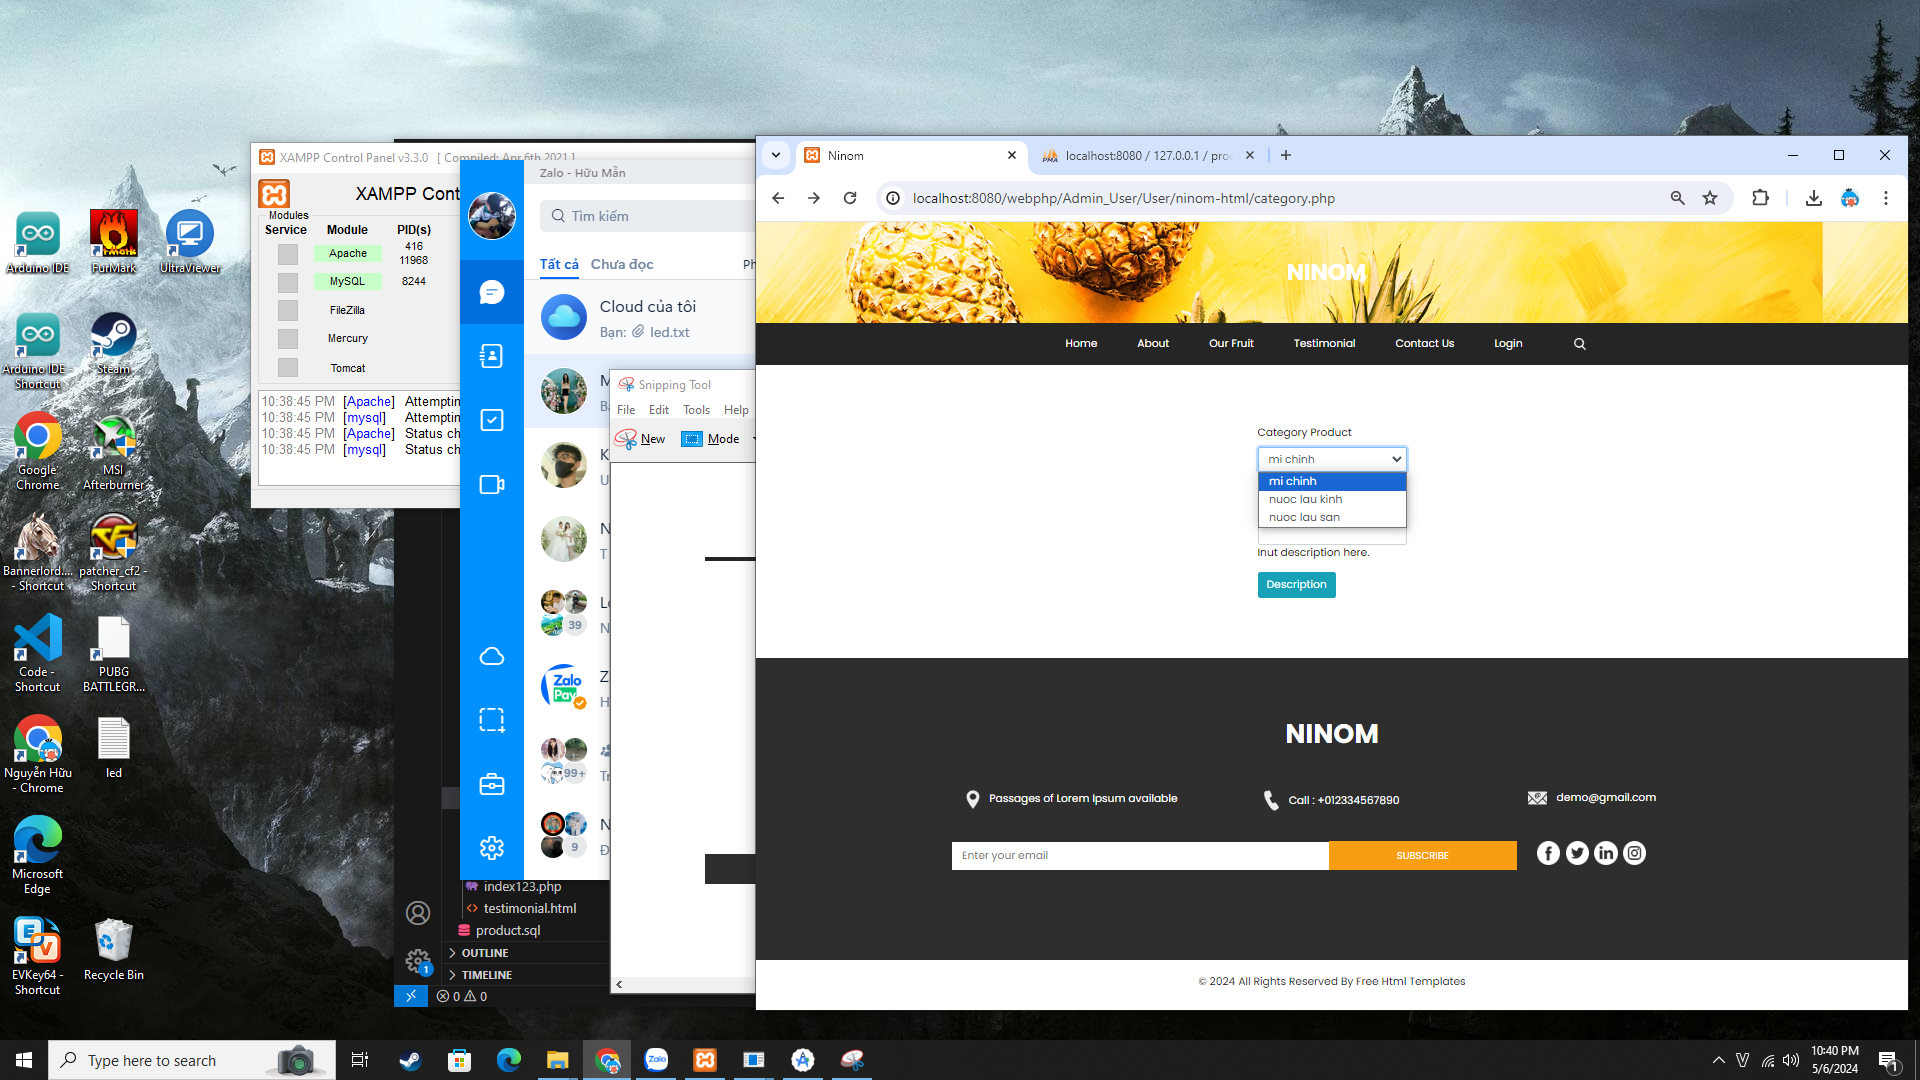 Arduino IDE
FurMark
UltraViewer
Arduino IDE -
Shortcut
Steam
Google
Chrome
MSI
Afterburner
Bannerlord....
- Shortcut
patcher_cf2 -
Shortcut
Code -
Shortcut
PUBG
BATTLEGR...
Nguyễn Hữu
- Chrome
led
Microsoft
Edge
EVKey64 -
Shortcut
Recycle Bin
XAMPP Control Panel v3.3.0 [ Compiled: Apr 6th 2021 ]
XAMPP Cont
Modules
Service
Module
PID(s)
Apache
416
11968
MySQL
8244
FileZilla
Mercury
Tomcat
10:38:45 PM [Apache] Attemptin
10:38:45 PM [mysql] Attemptin
10:38:45 PM [Apache] Status ch
10:38:45 PM [mysql] Status ch
Zalo - Hữu Mẫn
Tìm kiếm
Tất cả
Chưa đọc
Ph
Cloud của tôi
Bạn: led.txt
39
Zalo
Pay
99+
9
Snipping Tool
File Edit Tools Help
New
Mode
index123.php
testimonial.html
product.sql
OUTLINE
TIMELINE
1
0 0
Ninom
PMA
localhost:8080 / 127.0.0.1 / proc
localhost:8080/webphp/Admin_User/User/ninom-html/category.php
NINOM
Home
About
Our Fruit
Testimonial
Contact Us
Login
Category Product
mi chinh
mi chinh
nuoc lau kinh
nuoc lau san
Inut description here.
Description
NINOM
Passages of Lorem Ipsum available
Call : +012334567890
demo@gmail.com
Enter your email
SUBSCRIBE
© 2024 All Rights Reserved By Free Html Templates
Type here to search
Zalo
10:40 PM
5/6/2024
1